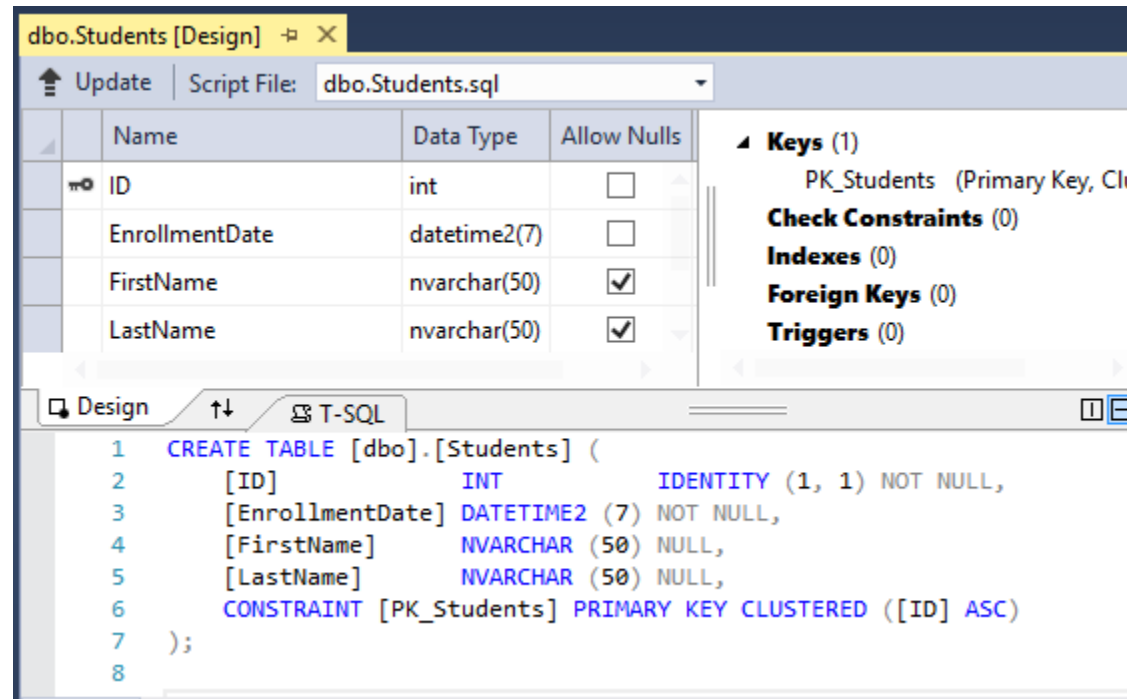 dbo.Students [Design]
Update Script File: dbo.Students.sql
Name Data Type Allow Nulls
ID int
EnrollmentDate datetime2(7)
FirstName nvarchar(50)
LastName nvarchar(50)
Keys (1)
PK_Students (Primary Key,
Check Constraints (0)
Indexes (0)
Foreign Keys (0)
Triggers (0)
Design T-SQL
1 CREATE TABLE [dbo].[Students] (
2 [ID] INT IDENTITY (1, 1) NOT NULL,
3 [EnrollmentDate] DATETIME2 (7) NOT NULL,
4 [FirstName] NVARCHAR (50) NULL,
5 [LastName] NVARCHAR (50) NULL,
6 CONSTRAINT [PK_Students] PRIMARY KEY CLUSTERED ([ID] ASC)
7 );
8